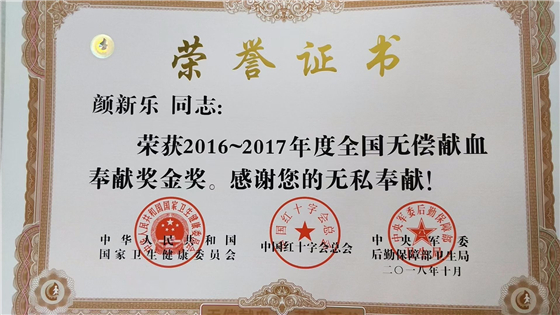 荣誉证书
颜新乐 同志:
荣获2016~2017年度全国无偿献血
奉献奖金奖。感谢您的无私奉献!
中华人民共和国
国家卫生健康委员会
中国红十字会总会
中央军委
后勤保障部卫生局
二〇一八年十月